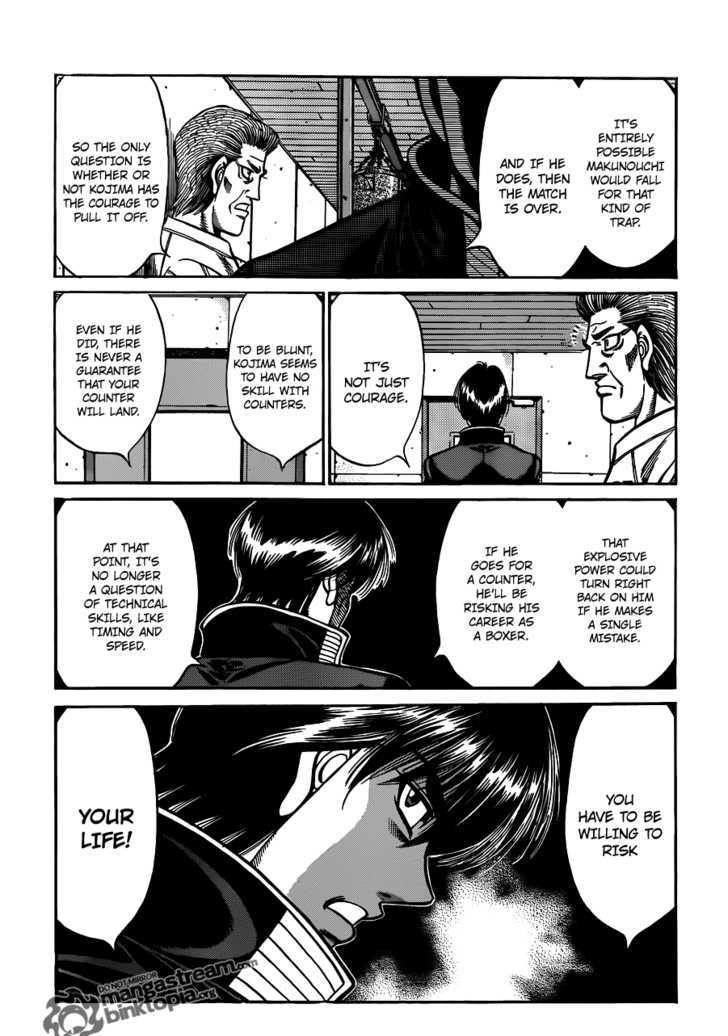 IT'S
ENTIRELY
POSSIBLE
MAKUNOUCHI
WOULD FALL
FOR THAT
KIND OF
TRAP.
AND IF HE
DOES, THEN
THE MATCH
IS OVER.
SO THE ONLY
QUESTION IS
WHETHER OR
NOT KOJIMA HAS
THE COURAGE TO
PULL IT OFF.
IT'S
NOT JUST
COURAGE.
TO BE BLUNT,
KOJIMA SEEMS
TO HAVE NO
SKILL WITH
COUNTERS.
EVEN IF HE
DID, THERE
IS NEVER A
GUARANTEE
THAT YOUR
COUNTER
WILL LAND.
THAT
EXPLOSIVE
POWER COULD
TURN RIGHT
BACK ON HIM
IF HE MAKES
A SINGLE
MISTAKE.
IF HE
GOES FOR
A COUNTER,
HE'LL BE
RISKING HIS
CAREER AS
A BOXER.
AT THAT
POINT, IT'S
NO LONGER
A QUESTION
OF TECHNICAL
SKILLS, LIKE
TIMING AND
SPEED.
YOU
HAVE TO BE
WILLING TO
RISK
YOUR
LIFE!
DO NOT MIRROR
mangastream.com
binktopia.org